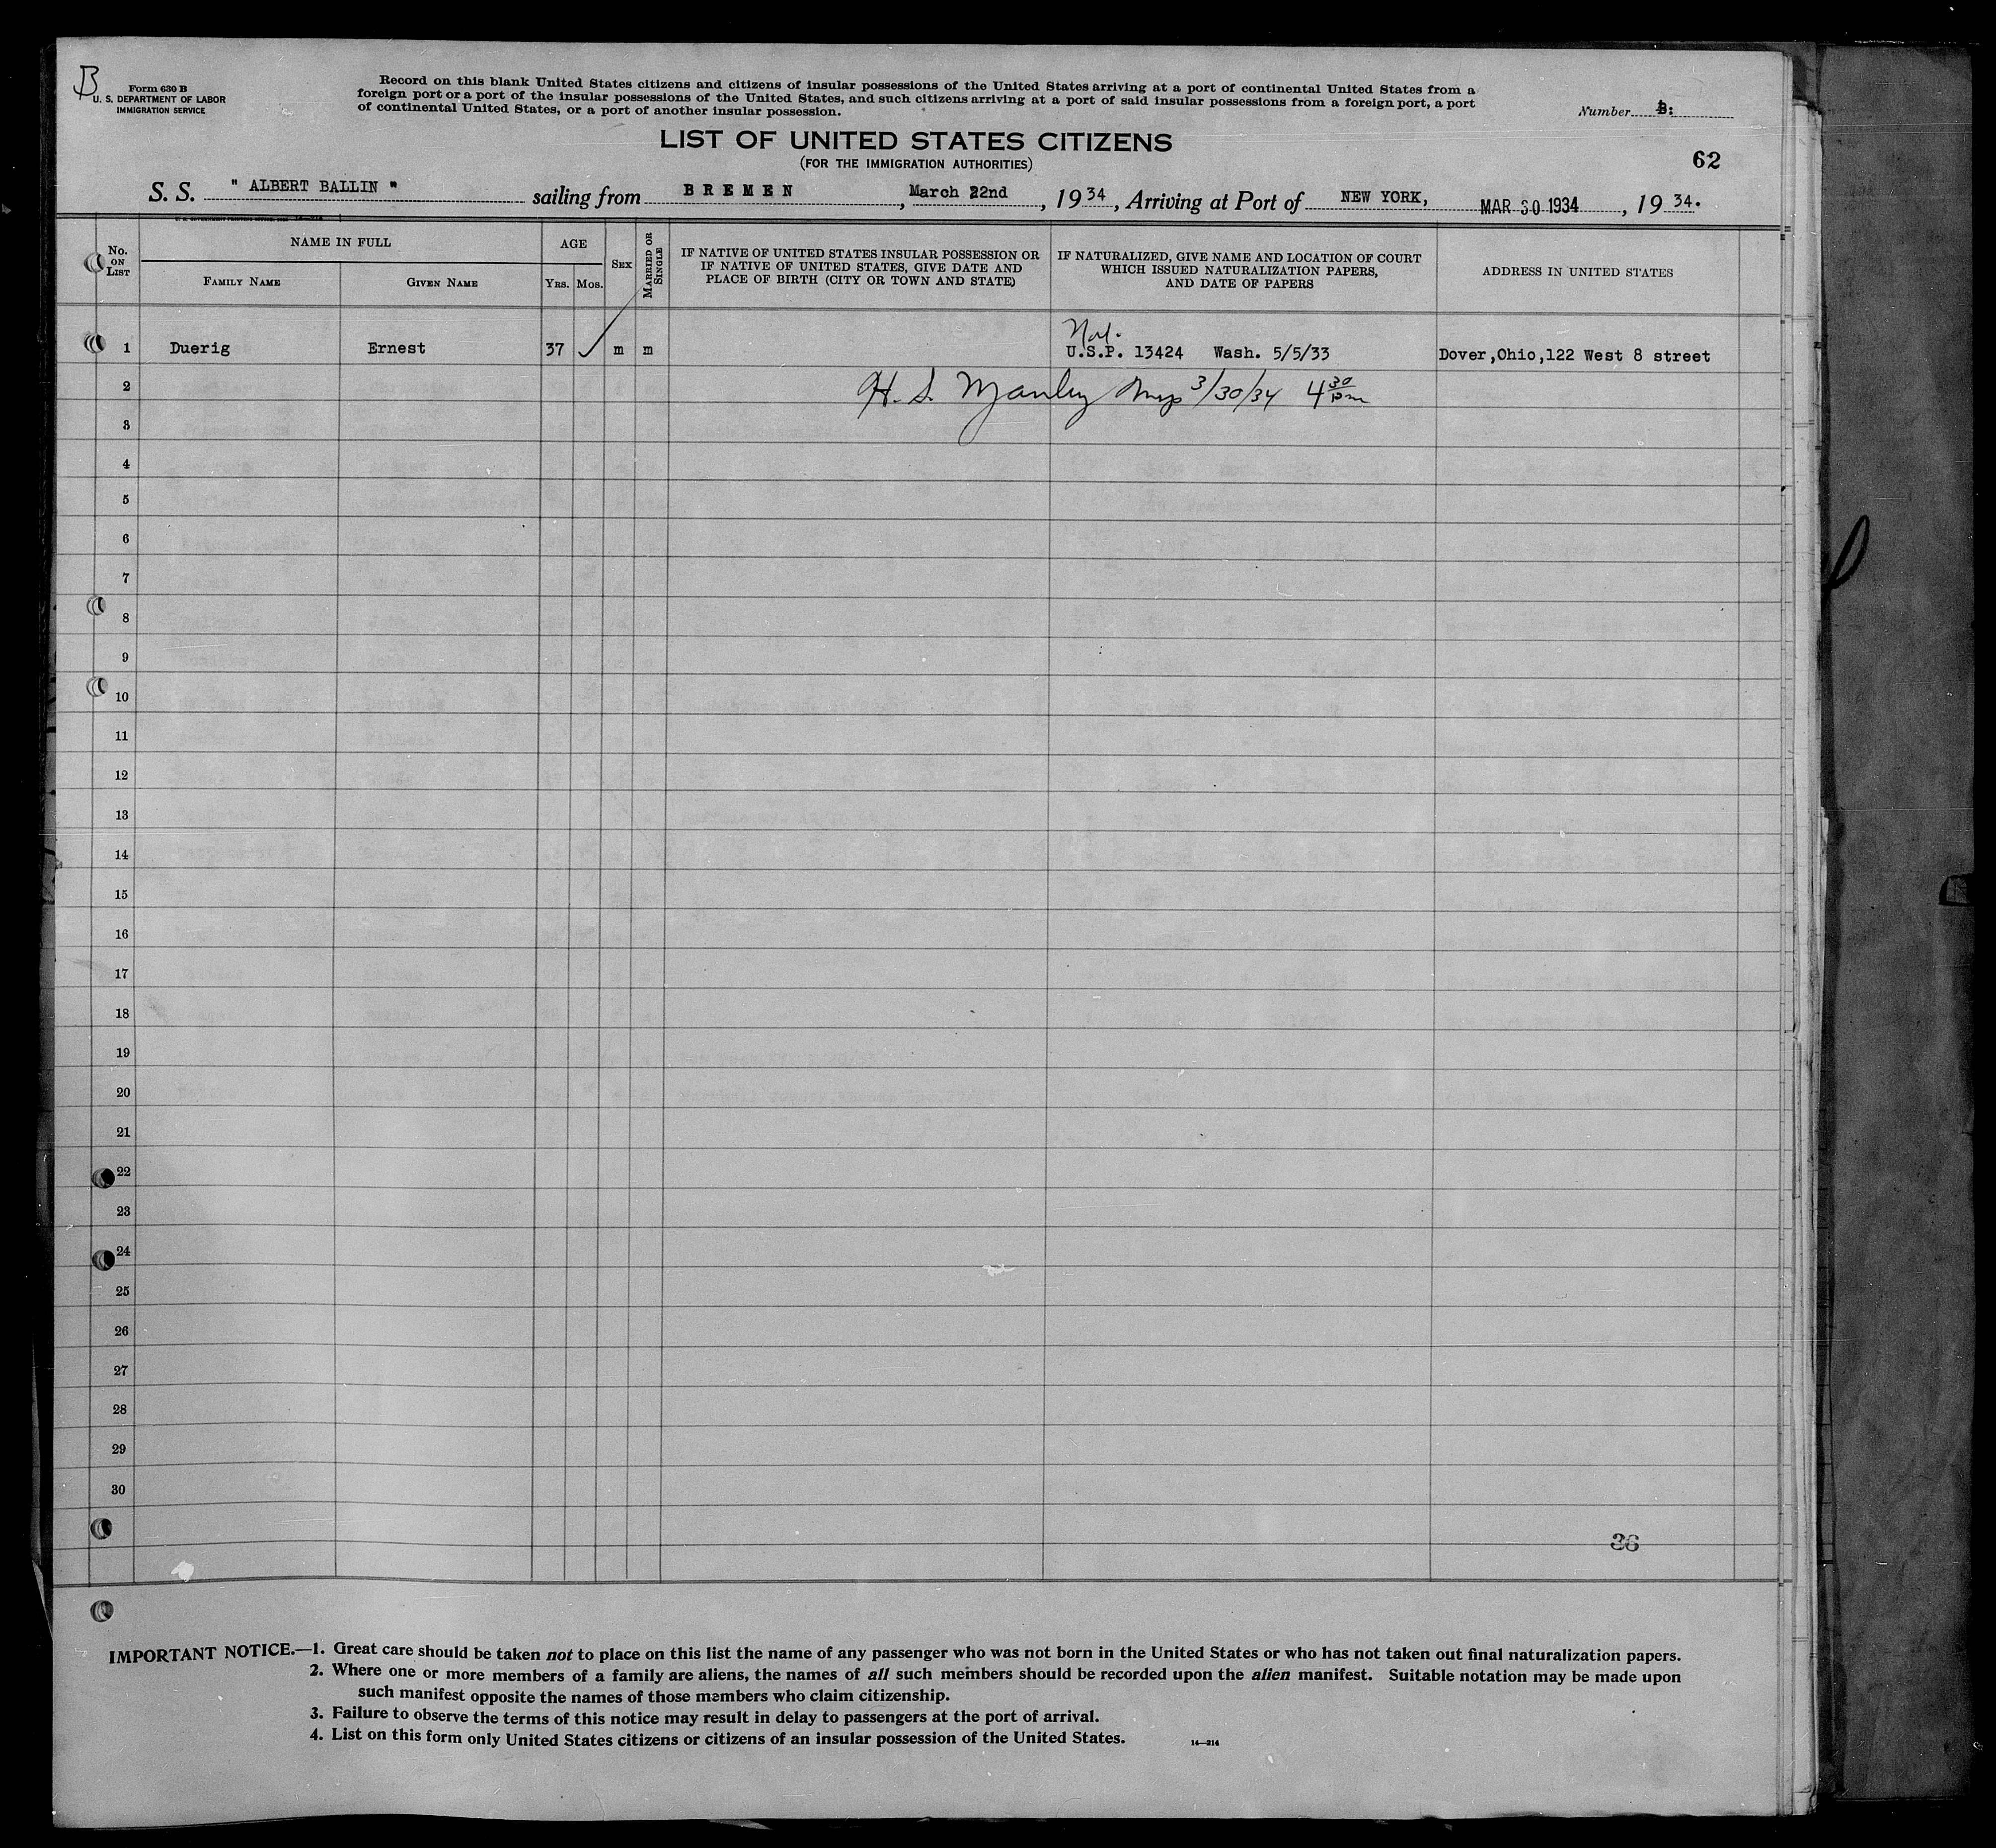 B
Form 630 B
U. S. DEPARTMENT OF LABOR
IMMIGRATION SERVICE
Record on this blank United States citizens and citizens of insular possessions of the United States arriving at a port of continental United States from a
foreign port or a port of the insular possessions of the United States, and such citizens arriving at a port of said insular possessions from a foreign port, a port
of continental United States, or a port of another insular possession.
Number B:
LIST OF UNITED STATES CITIZENS
(FOR THE IMMIGRATION AUTHORITIES)
62
S. S. " ALBERT BALLIN " sailing from BREMEN, March 22nd, 1934, Arriving at Port of NEW YORK, MAR 30 1934, 1934.
No. ON LIST
NAME IN FULL
FAMILY NAME
GIVEN NAME
AGE
YRS. MOS.
SEX
MARRIED OR SINGLE
IF NATIVE OF UNITED STATES INSULAR POSSESSION OR
IF NATIVE OF UNITED STATES, GIVE DATE AND
PLACE OF BIRTH (CITY OR TOWN AND STATE)
IF NATURALIZED, GIVE NAME AND LOCATION OF COURT
WHICH ISSUED NATURALIZATION PAPERS,
AND DATE OF PAPERS
ADDRESS IN UNITED STATES
Nat.
1 Duerig Ernest 37 ✓ m m U.S.P. 13424 Wash. 5/5/33 Dover,Ohio,122 West 8 street
2 H. S. Manley 3/30/34 4 30 pm
3
4
5
6
7
8
9
10
11
12
13
14
15
16
17
18
19
20
21
22
23
24
25
26
27
28
29
30
36
IMPORTANT NOTICE.—1. Great care should be taken not to place on this list the name of any passenger who was not born in the United States or who has not taken out final naturalization papers.
2. Where one or more members of a family are aliens, the names of all such members should be recorded upon the alien manifest. Suitable notation may be made upon
such manifest opposite the names of those members who claim citizenship.
3. Failure to observe the terms of this notice may result in delay to passengers at the port of arrival.
4. List on this form only United States citizens or citizens of an insular possession of the United States.
14—214